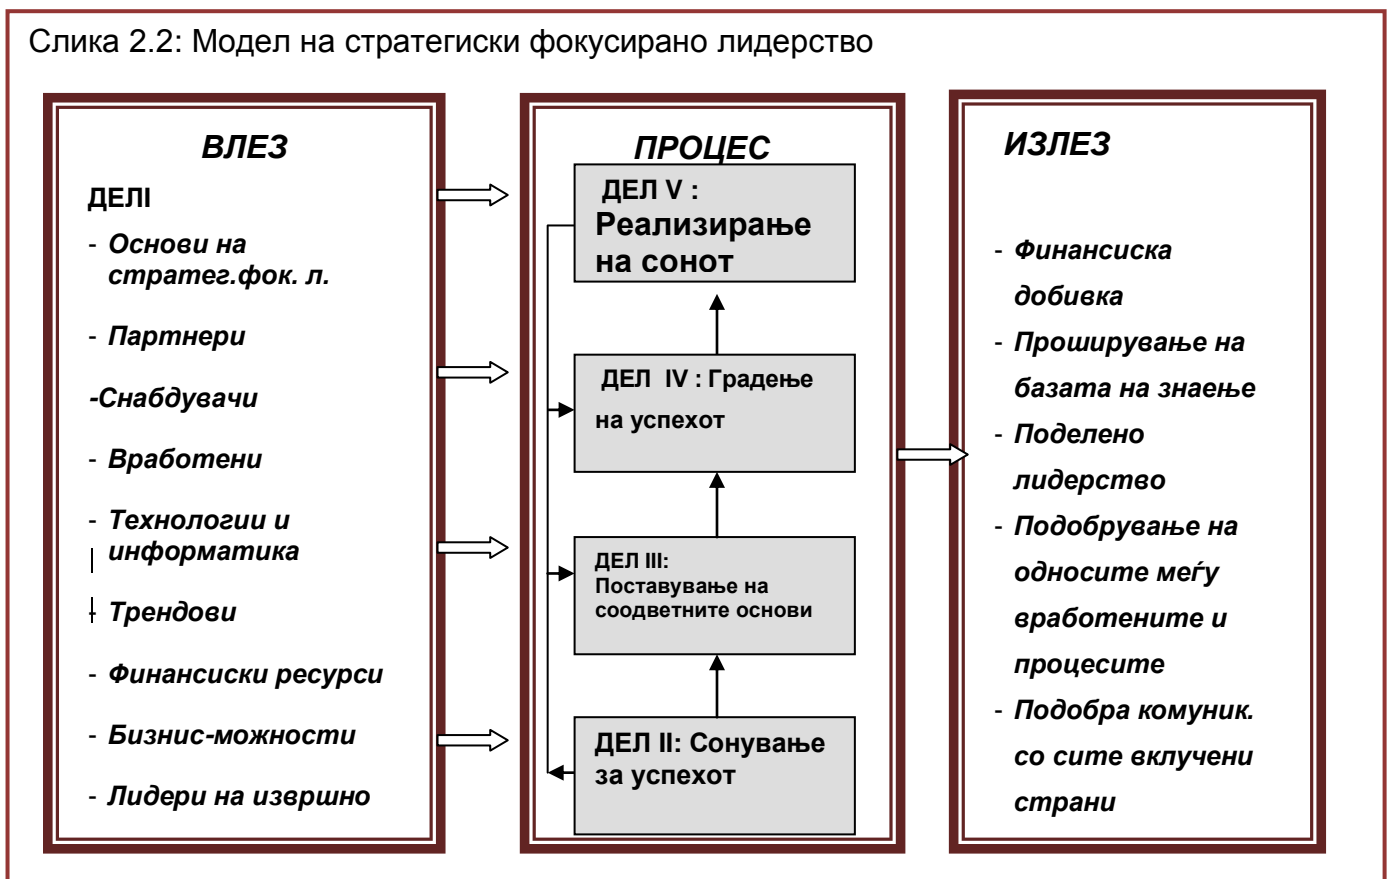 Слика 2.2: Модел на стратегиски фокусирано лидерство
ВЛЕЗ
ДЕЛI
- Основи на
стратег.фок. л.
- Партнери
-Снабдувачи
- Вработени
- Технологии и
информатика
- Трендови
- Финансиски ресурси
- Бизнис-можности
- Лидери на извршно
ПРОЦЕС
ДЕЛ V :
Реализирање
на сонот
ДЕЛ IV : Градење
на успехот
ДЕЛ III:
Поставување на
соодветните основи
ДЕЛ II: Сонување
за успехот
ИЗЛЕЗ
- Финансиска
добивка
- Проширување на
базата на знаење
- Поделено
лидерство
- Подобрување на
односите меѓу
вработените и
процесите
- Подобра комуник.
со сите вклучени
страни